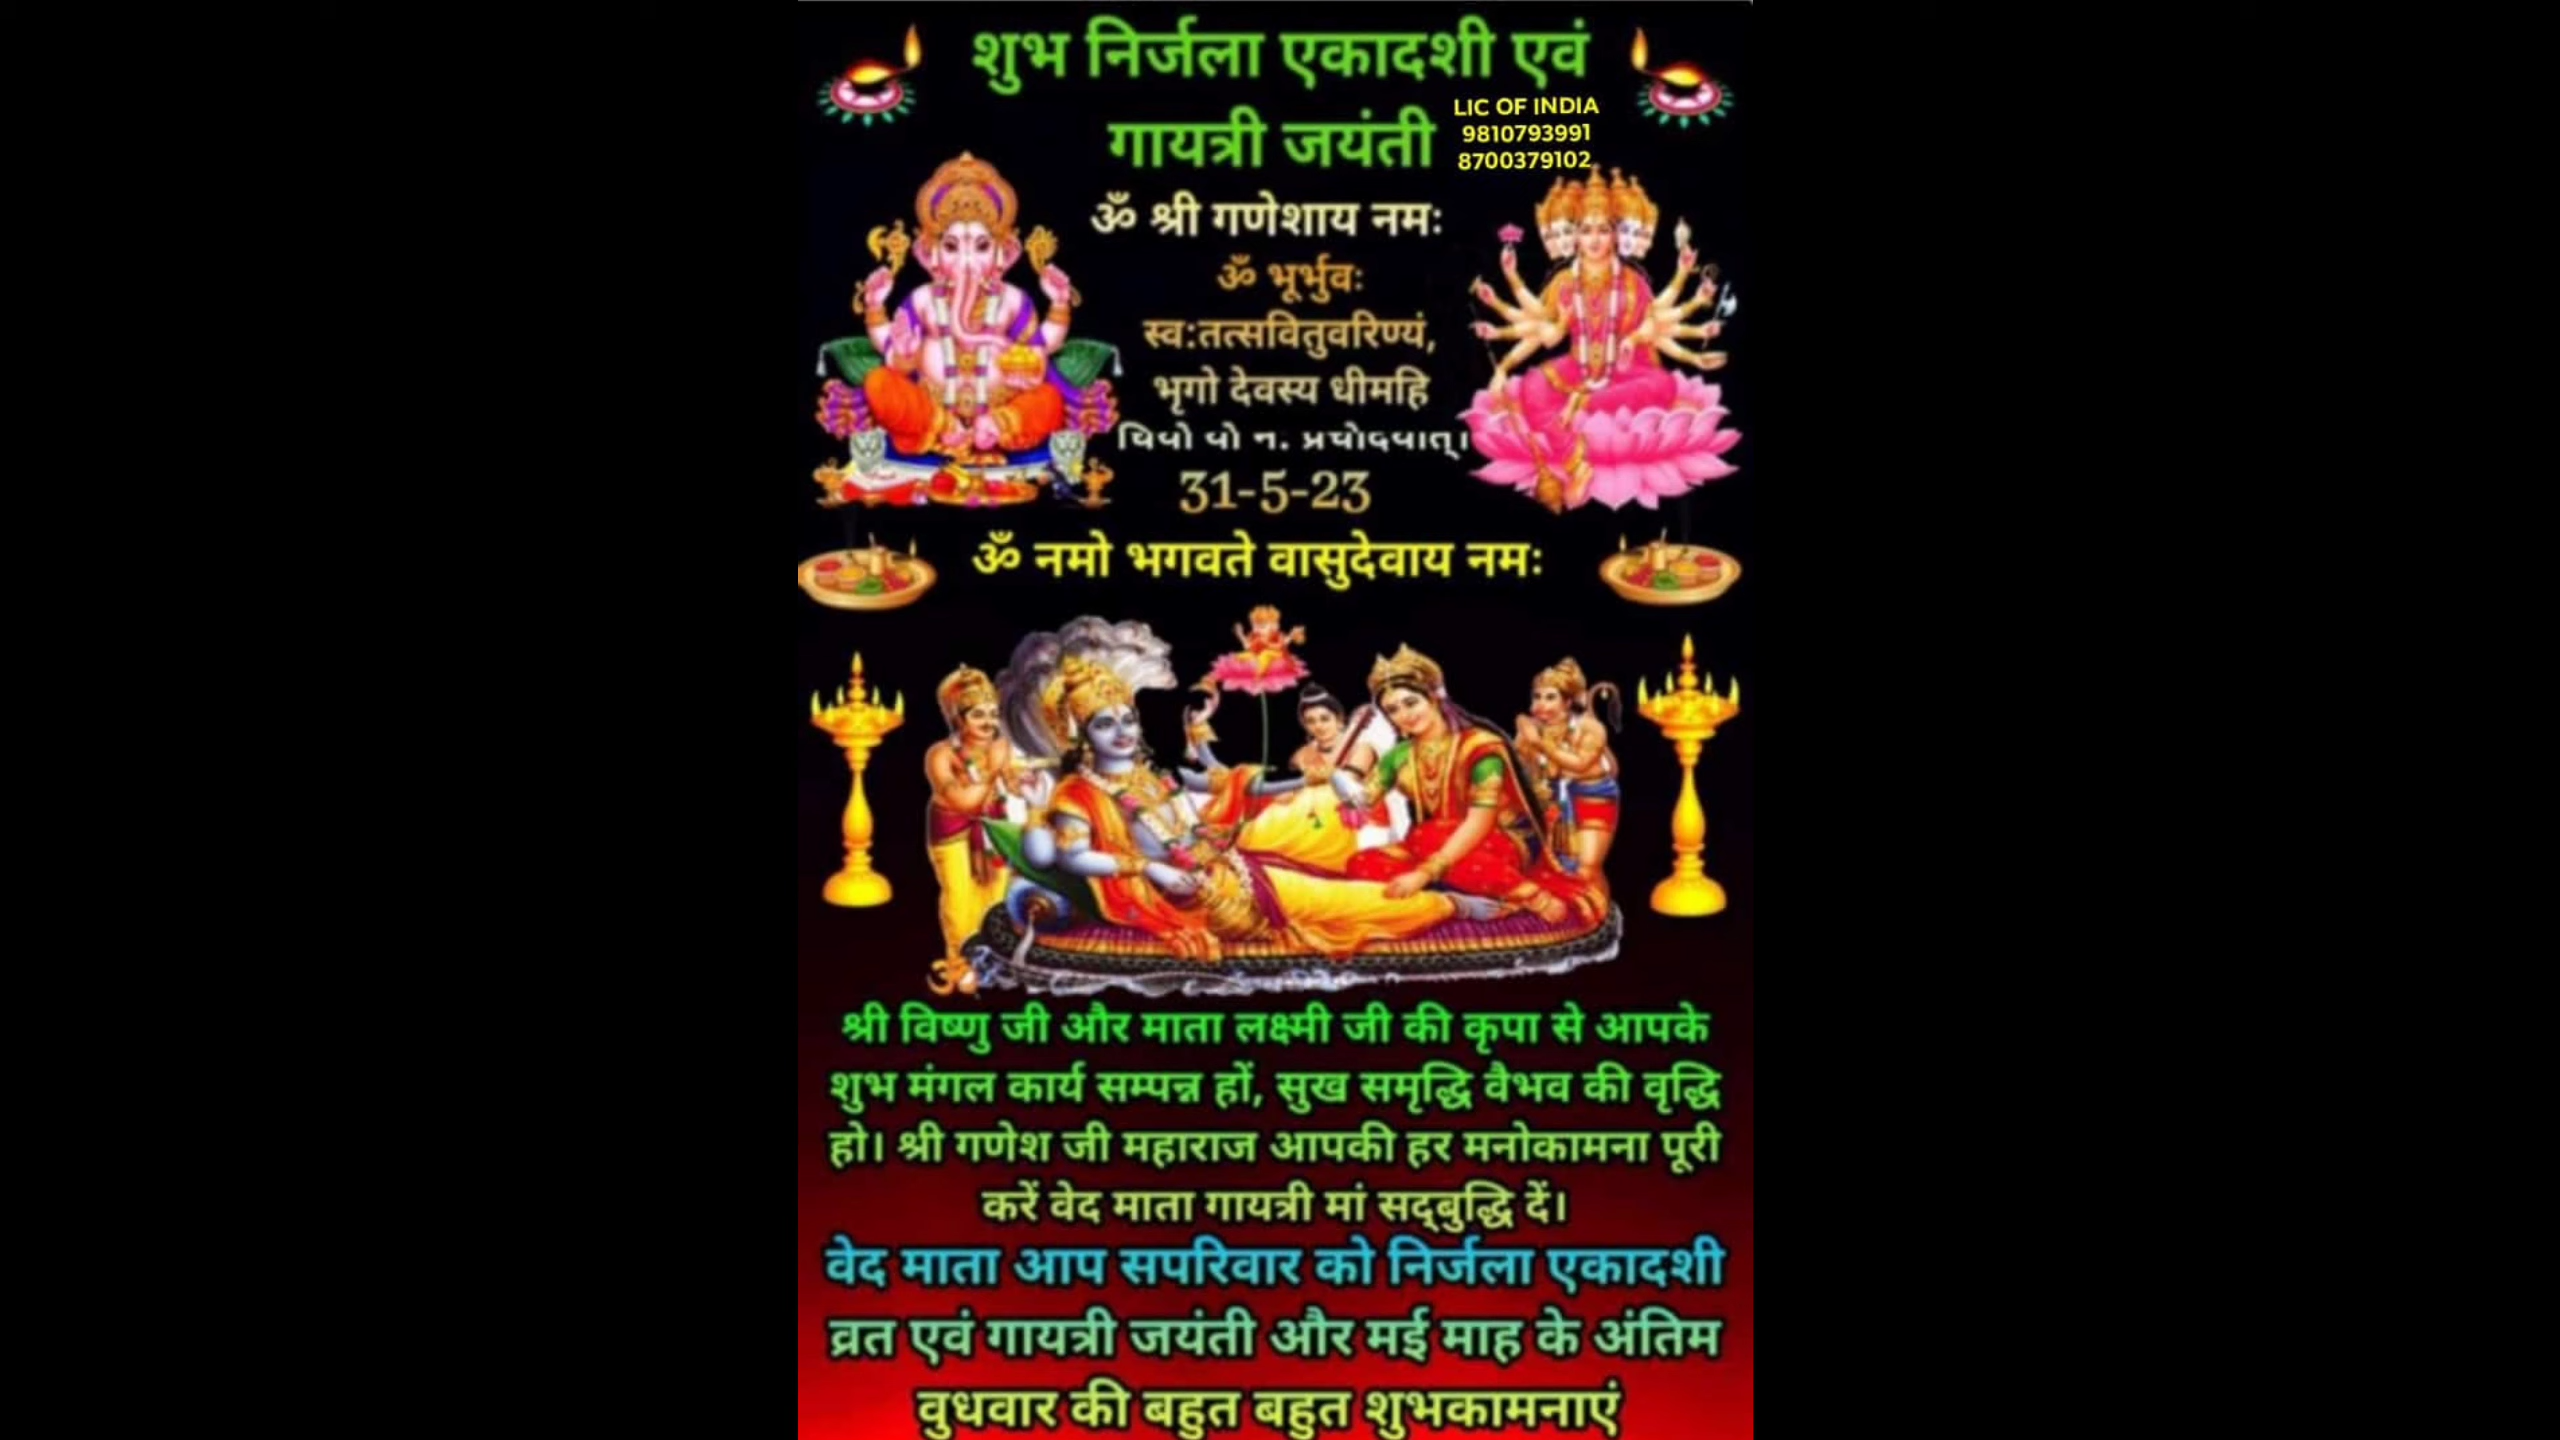 शुभ निर्जला एकादशी एवं
गायत्री जयंती
LIC OF INDIA
9810793991
8700379102
ॐ श्री गणेशाय नमः
ॐ भूर्भुवः
स्व:तत्सवितुवरिण्यं,
भृगो देवस्य धीमहि
धियो यो न. प्रचोदयात्।
31-5-23
ॐ नमो भगवते वासुदेवाय नमः
ॐ
श्री विष्णु जी और माता लक्ष्मी जी की कृपा से आपके
शुभ मंगल कार्य सम्पन्न हों, सुख समृद्धि वैभव की वृद्धि
हो। श्री गणेश जी महाराज आपकी हर मनोकामना पूरी
करें वेद माता गायत्री मां सद्बुद्धि दें।
वेद माता आप सपरिवार को निर्जला एकादशी
व्रत एवं गायत्री जयंती और मई माह के अंतिम
वुधवार की बहुत बहुत शुभकामनाएं